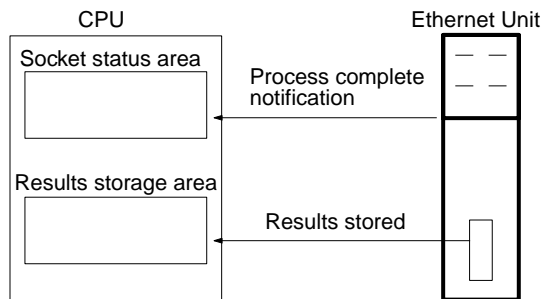 CPU
Ethernet Unit
Socket status area
Process complete
notification
Results storage area
Results stored